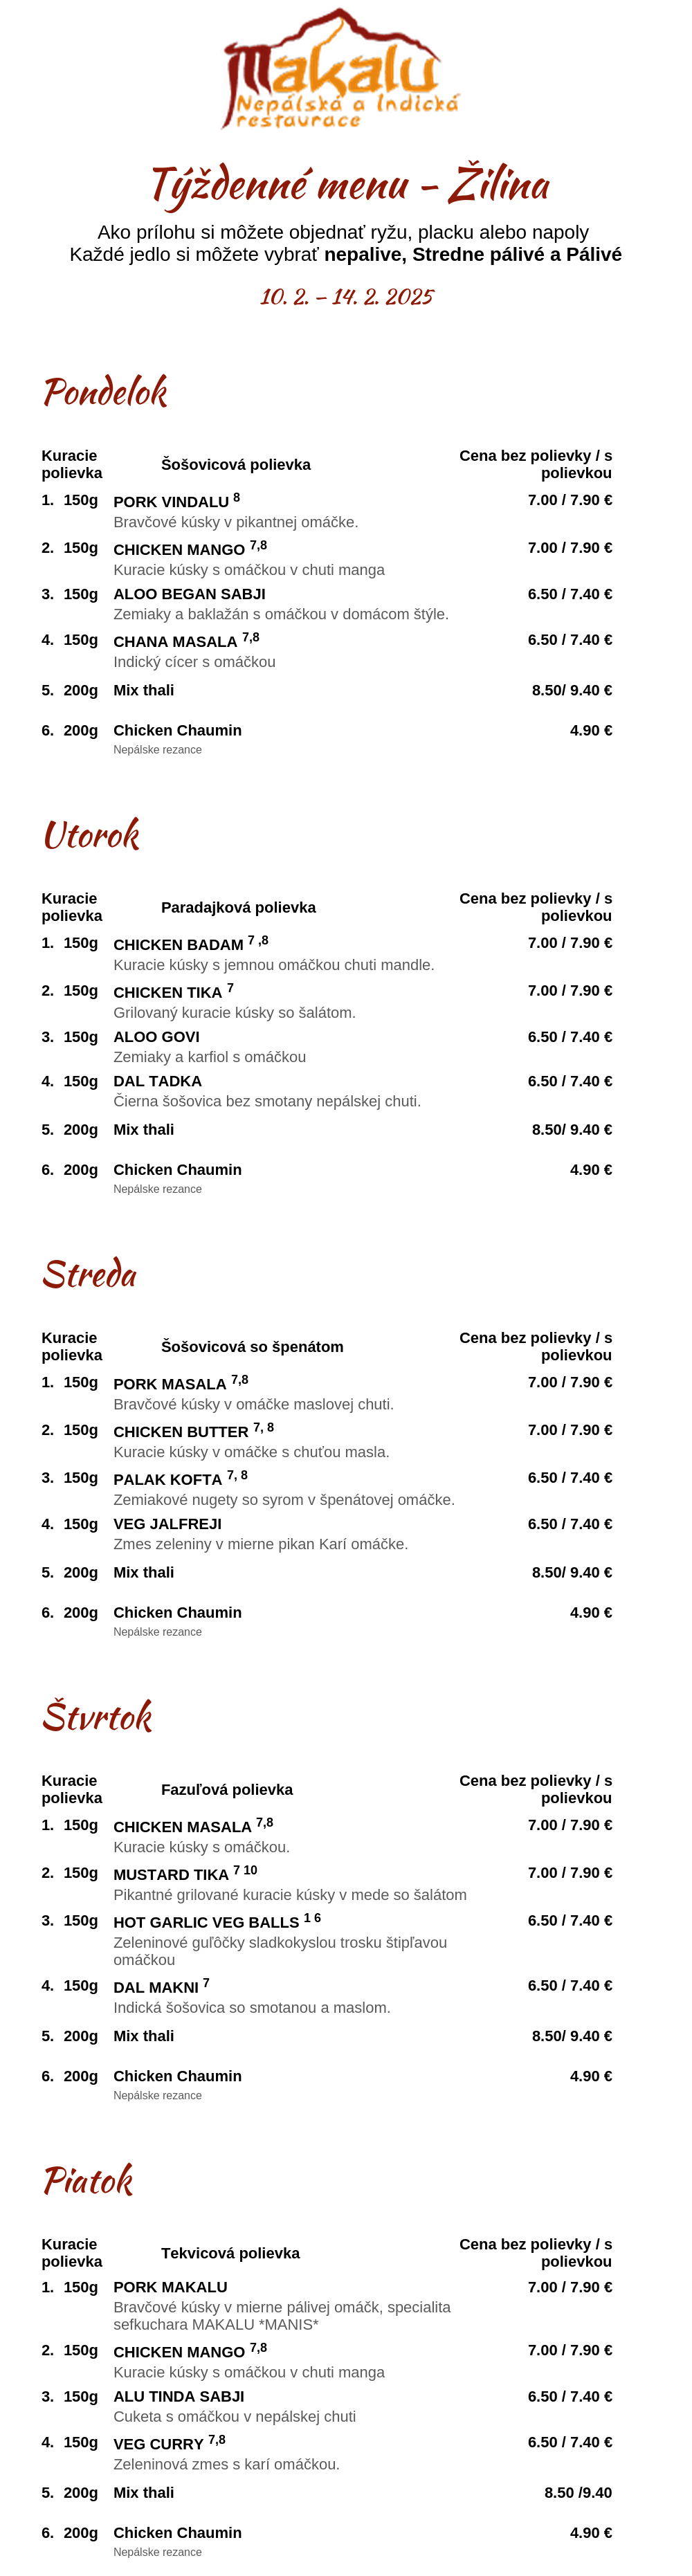 Makalu
Nepálská a Indická
restaurace
Týždenné menu - Žilina
Ako prílohu si môžete objednať ryžu, placku alebo napoly
Každé jedlo si môžete vybrať nepalive, Stredne pálivé a Pálivé
10. 2. – 14. 2. 2025
Pondelok
Kuracie polievka Šošovicová polievka Cena bez polievky / s polievkou
1. 150g PORK VINDALU 8 7.00 / 7.90 €
Bravčové kúsky v pikantnej omáčke.
2. 150g CHICKEN MANGO 7,8 7.00 / 7.90 €
Kuracie kúsky s omáčkou v chuti manga
3. 150g ALOO BEGAN SABJI 6.50 / 7.40 €
Zemiaky a baklažán s omáčkou v domácom štýle.
4. 150g CHANA MASALA 7,8 6.50 / 7.40 €
Indický cícer s omáčkou
5. 200g Mix thali 8.50/ 9.40 €
6. 200g Chicken Chaumin 4.90 €
Nepálske rezance
Utorok
Kuracie polievka Paradajková polievka Cena bez polievky / s polievkou
1. 150g CHICKEN BADAM 7 ,8 7.00 / 7.90 €
Kuracie kúsky s jemnou omáčkou chuti mandle.
2. 150g CHICKEN TIKA 7 7.00 / 7.90 €
Grilovaný kuracie kúsky so šalátom.
3. 150g ALOO GOVI 6.50 / 7.40 €
Zemiaky a karfiol s omáčkou
4. 150g DAL TADKA 6.50 / 7.40 €
Čierna šošovica bez smotany nepálskej chuti.
5. 200g Mix thali 8.50/ 9.40 €
6. 200g Chicken Chaumin 4.90 €
Nepálske rezance
Streda
Kuracie polievka Šošovicová so špenátom Cena bez polievky / s polievkou
1. 150g PORK MASALA 7,8 7.00 / 7.90 €
Bravčové kúsky v omáčke maslovej chuti.
2. 150g CHICKEN BUTTER 7, 8 7.00 / 7.90 €
Kuracie kúsky v omáčke s chuťou masla.
3. 150g PALAK KOFTA 7, 8 6.50 / 7.40 €
Zemiakové nugety so syrom v špenátovej omáčke.
4. 150g VEG JALFREJI 6.50 / 7.40 €
Zmes zeleniny v mierne pikan Karí omáčke.
5. 200g Mix thali 8.50/ 9.40 €
6. 200g Chicken Chaumin 4.90 €
Nepálske rezance
Štvrtok
Kuracie polievka Fazuľová polievka Cena bez polievky / s polievkou
1. 150g CHICKEN MASALA 7,8 7.00 / 7.90 €
Kuracie kúsky s omáčkou.
2. 150g MUSTARD TIKA 7 10 7.00 / 7.90 €
Pikantné grilované kuracie kúsky v mede so šalátom
3. 150g HOT GARLIC VEG BALLS 1 6 6.50 / 7.40 €
Zeleninové guľôčky sladkokyslou trosku štipľavou
omáčkou
4. 150g DAL MAKNI 7 6.50 / 7.40 €
Indická šošovica so smotanou a maslom.
5. 200g Mix thali 8.50/ 9.40 €
6. 200g Chicken Chaumin 4.90 €
Nepálske rezance
Piatok
Kuracie polievka Tekvicová polievka Cena bez polievky / s polievkou
1. 150g PORK MAKALU 7.00 / 7.90 €
Bravčové kúsky v mierne pálivej omáčk, specialita
sefkuchara MAKALU *MANIS*
2. 150g CHICKEN MANGO 7,8 7.00 / 7.90 €
Kuracie kúsky s omáčkou v chuti manga
3. 150g ALU TINDA SABJI 6.50 / 7.40 €
Cuketa s omáčkou v nepálskej chuti
4. 150g VEG CURRY 7,8 6.50 / 7.40 €
Zeleninová zmes s karí omáčkou.
5. 200g Mix thali 8.50 /9.40
6. 200g Chicken Chaumin 4.90 €
Nepálske rezance